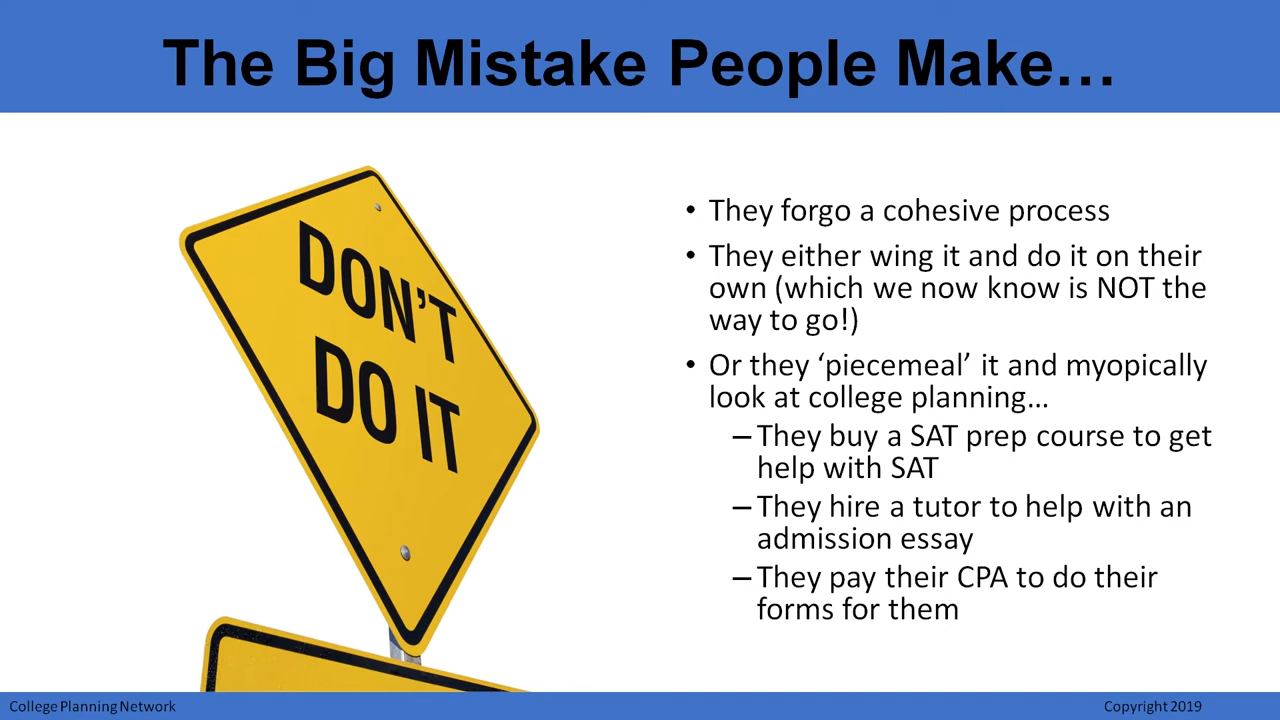 The Big Mistake People Make…
DON'T
DO IT
• They forgo a cohesive process
• They either wing it and do it on their
own (which we now know is NOT the
way to go!)
• Or they ‘piecemeal’ it and myopically
look at college planning…
– They buy a SAT prep course to get
help with SAT
– They hire a tutor to help with an
admission essay
– They pay their CPA to do their
forms for them
College Planning Network
Copyright 2019